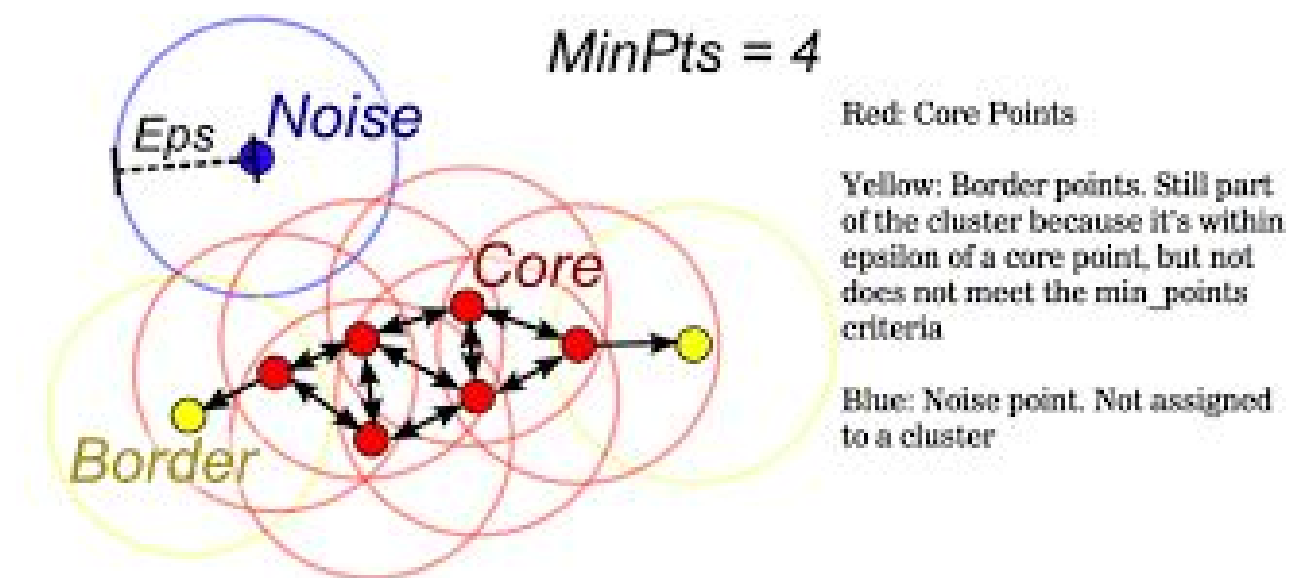 MinPts = 4
Noise
Eps
Core
Border
Red: Core Points
Yellow: Border points. Still part
of the cluster because it's within
epsilon of a core point, but not
does not meet the min_points
criteria
Blue: Noise point. Not assigned
to a cluster